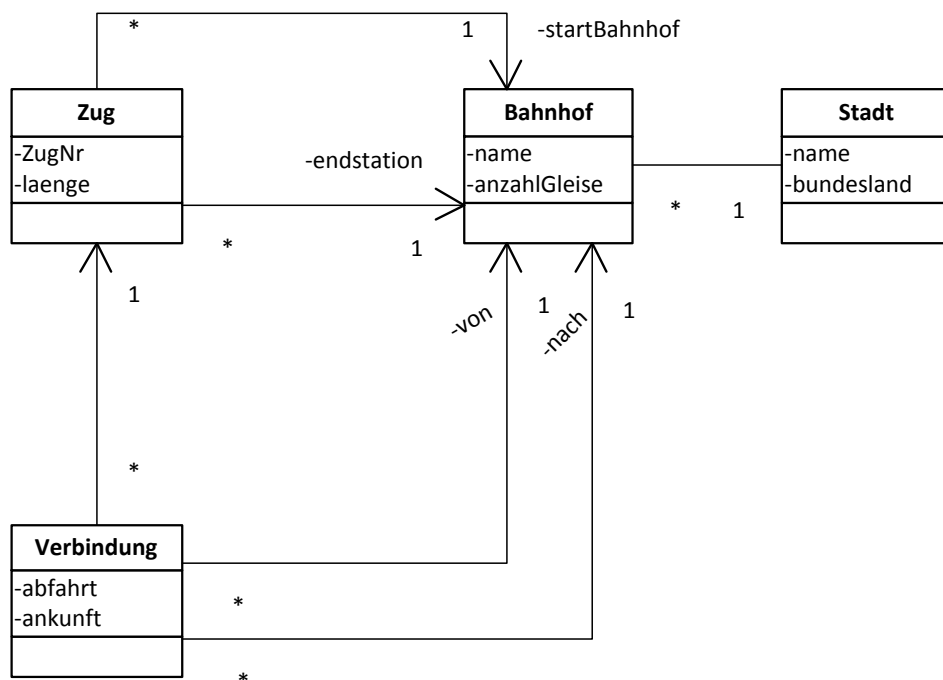 * 1 -startBahnhof
Zug
-ZugNr
-laenge
-endstation
* 1
Bahnhof
-name
-anzahlGleise
* 1
Stadt
-name
-bundesland
1
-von
1
-nach
1
*
Verbindung
-abfahrt
-ankunft
*
*